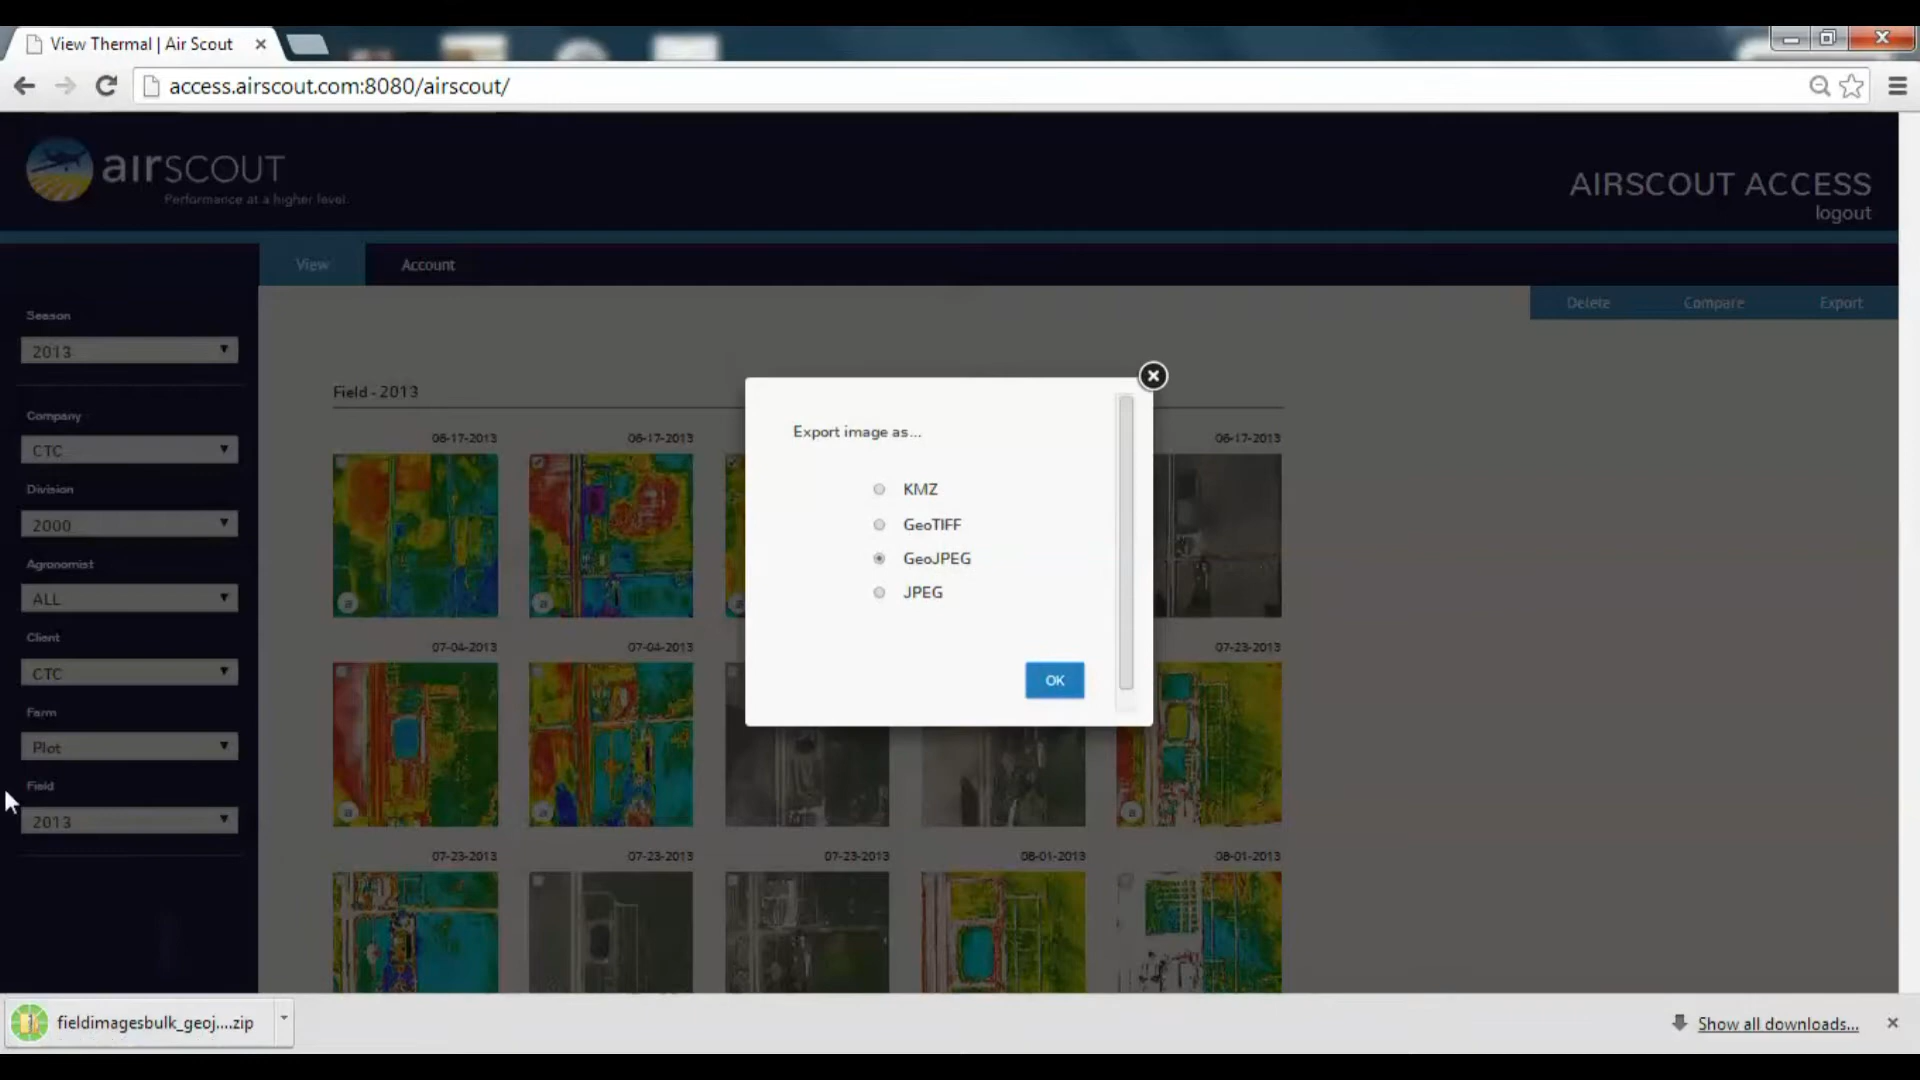 View Thermal | Air Scout
access.airscout.com:8080/airscout/
airscout
Performance at a higher level.
AIRSCOUT ACCESS
logout
View
Account
Delete
Compare
Export
Season
2013
Company
CTC
Division
2000
Agronomist
ALL
Client
CTC
Farm
Plot
Field
2013
Field - 2013
06-17-2013
06-17-2013
06-17-2013
Export image as...
KMZ
GeoTIFF
GeoJPEG
JPEG
OK
07-04-2013
07-04-2013
07-23-2013
07-23-2013
07-23-2013
07-23-2013
08-01-2013
08-01-2013
fieldimagesbulk_geoj....zip
Show all downloads...